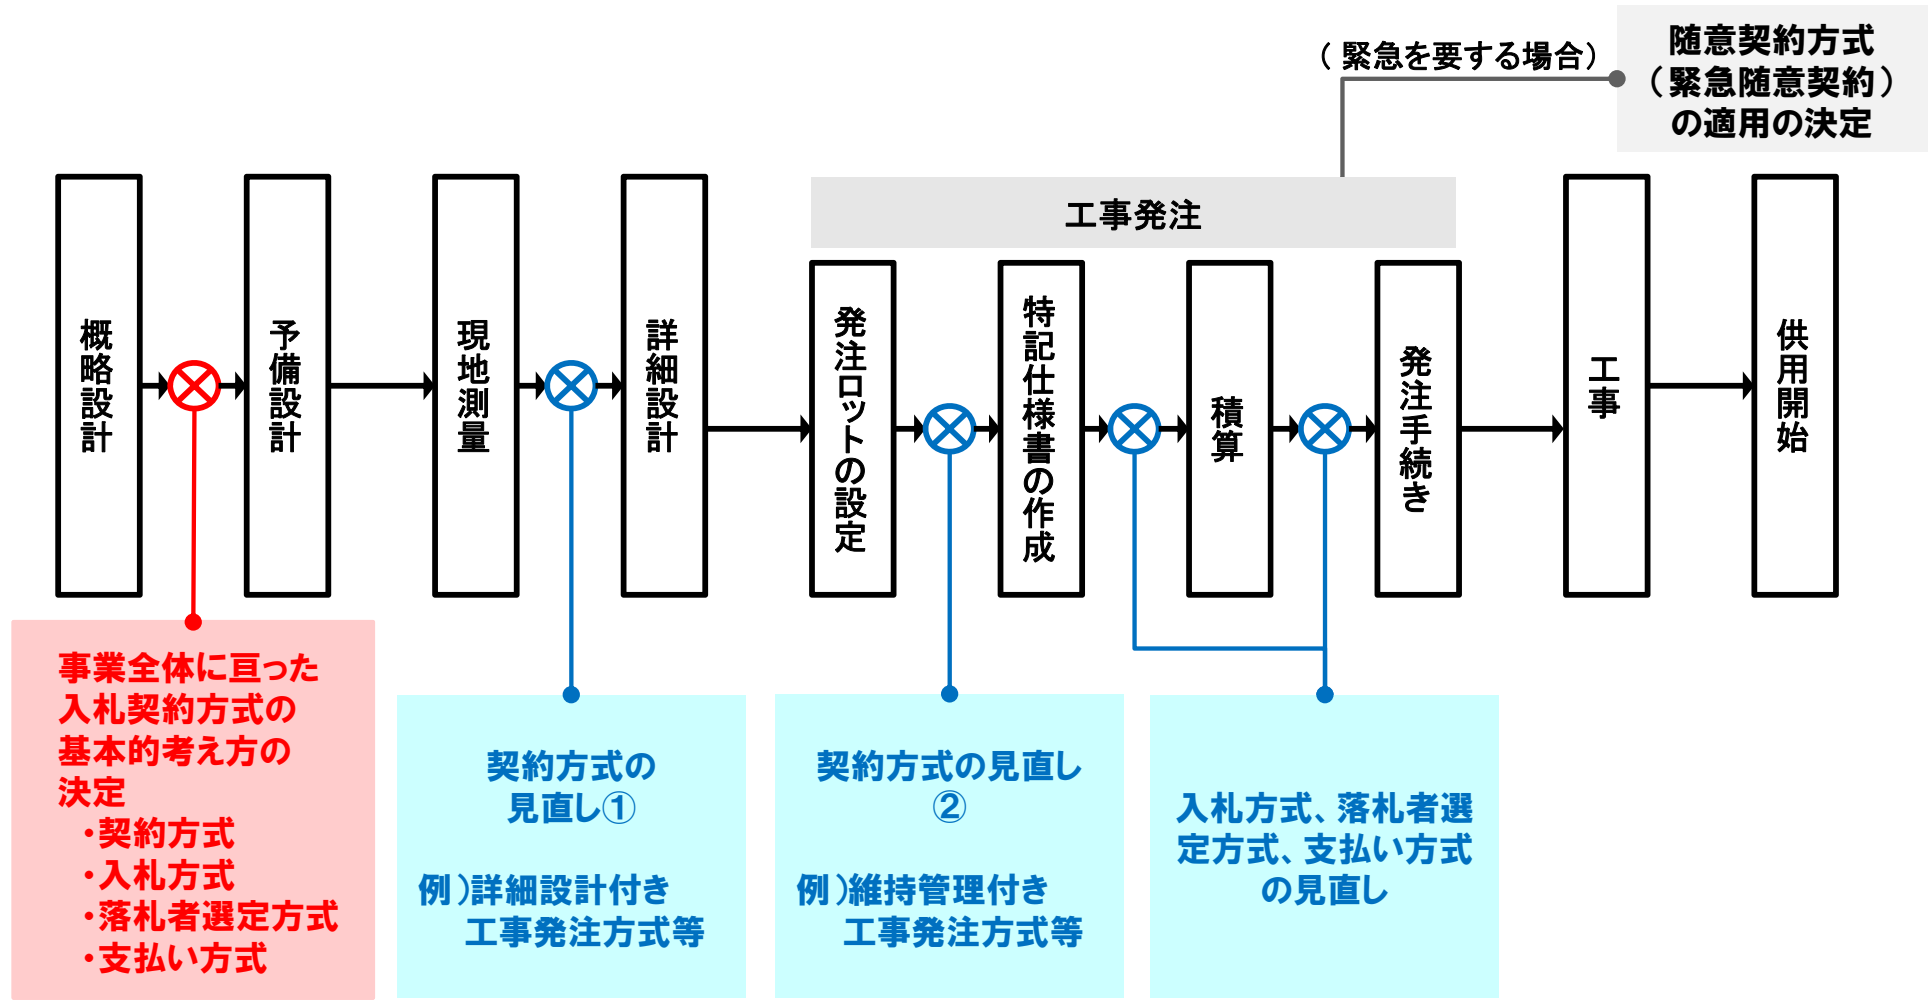 随意契約方式
（緊急随意契約）
の適用の決定
（緊急を要する場合）
工事発注
概略設計
予備設計
現地測量
詳細設計
発注ロットの設定
特記仕様書の作成
積算
発注手続き
工事
供用開始
事業全体に亘った
入札契約方式の
基本的考え方の
決定
・契約方式
・入札方式
・落札者選定方式
・支払い方式
契約方式の
見直し①
例）詳細設計付き
工事発注方式等
契約方式の見直し
②
例）維持管理付き
工事発注方式等
入札方式、落札者選
定方式、支払い方式
の見直し